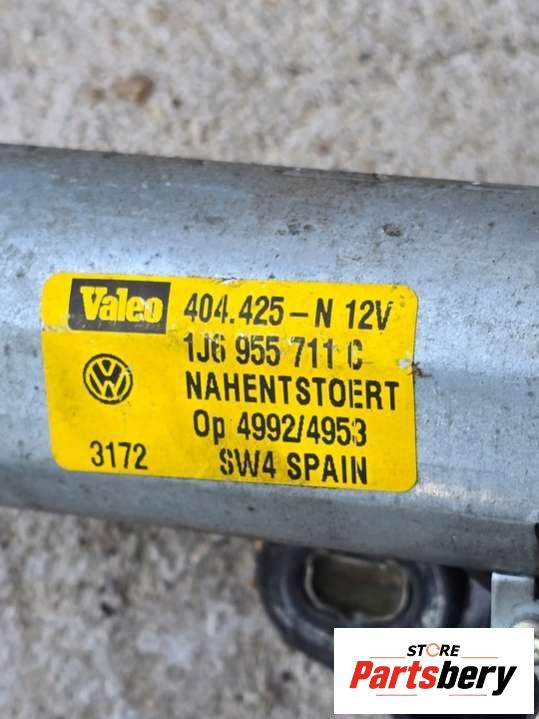 Valeo 404.425-N 12V
1J6 955 711 C
NAHENTSTOERT
Op 4992/4953
3172 SW4 SPAIN
STORE
Partsbery